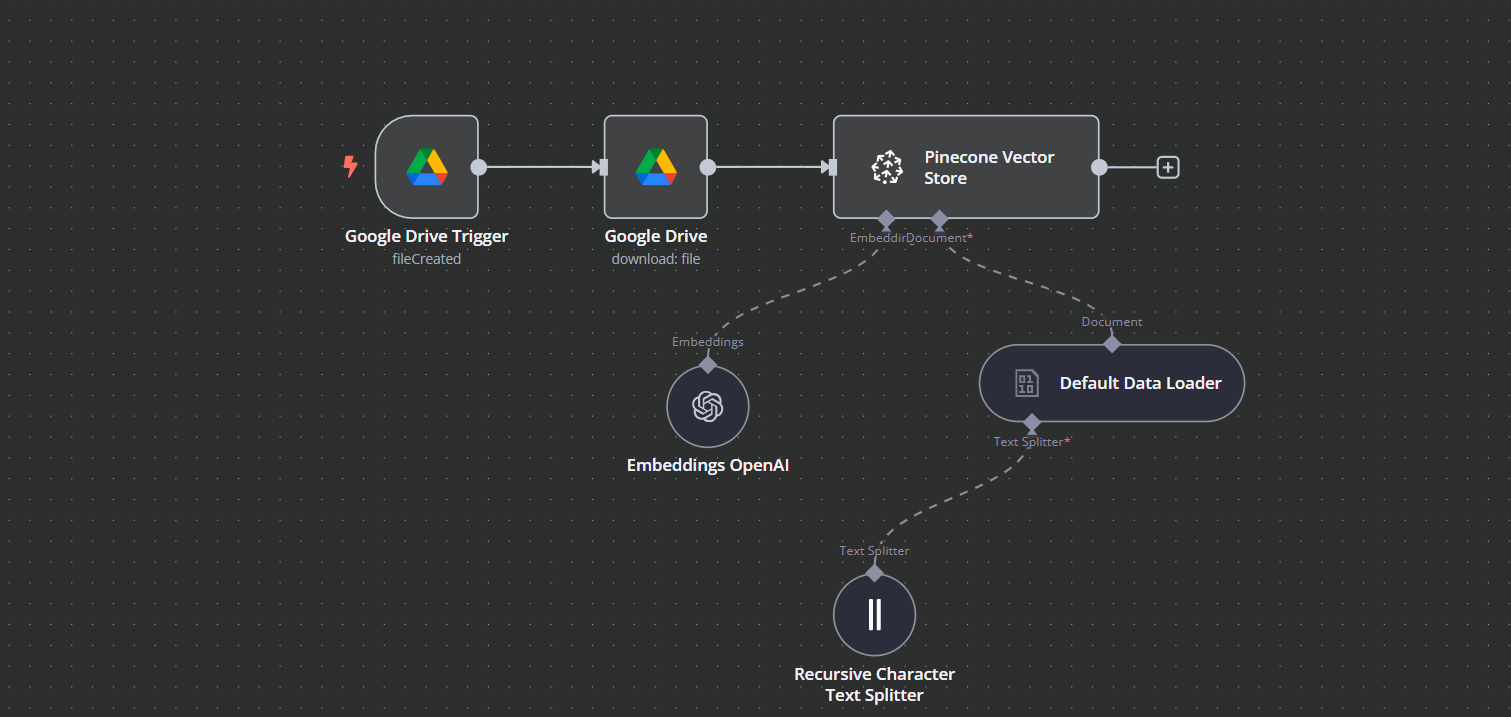 Pinecone Vector
Store
Google Drive Trigger
fileCreated
Google Drive
download: file
Document*
Embeddings
Document
Default Data Loader
Embeddings OpenAI
Text Splitter*
Text Splitter
Recursive Character
Text Splitter